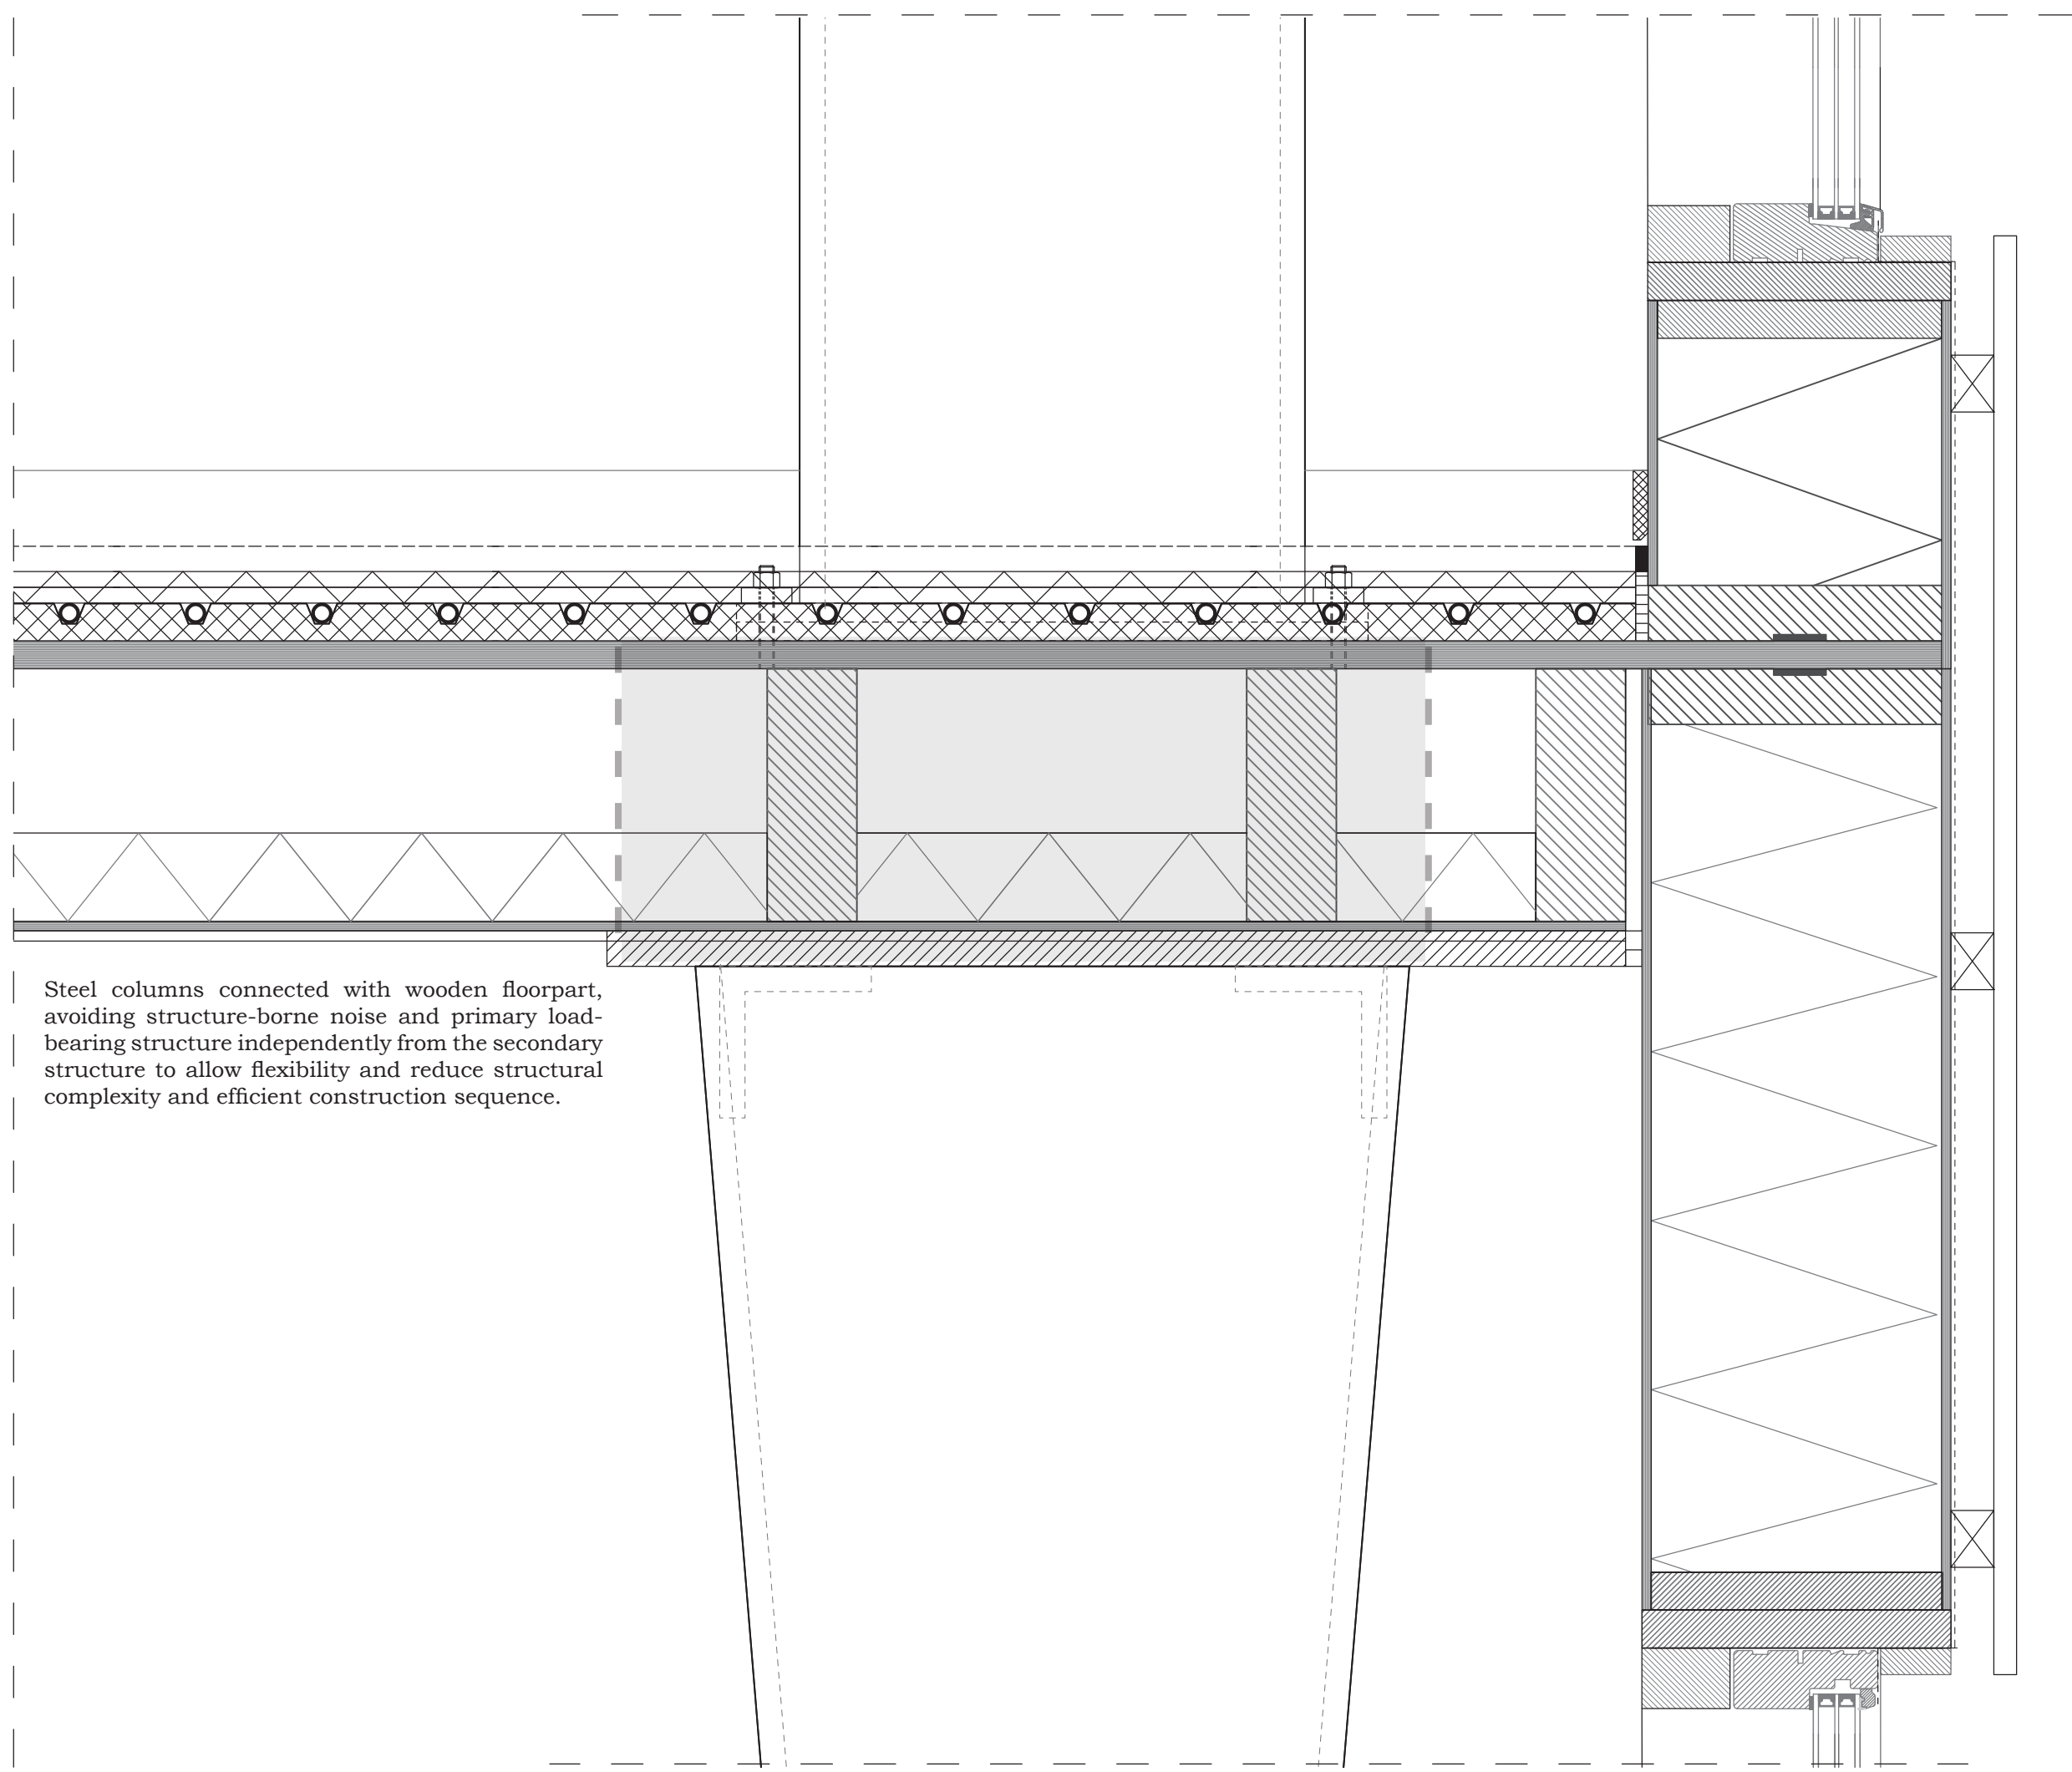 Steel columns connected with wooden floorpart,
avoiding structure-borne noise and primary load-
bearing structure independently from the secondary
structure to allow flexibility and reduce structural
complexity and efficient construction sequence.